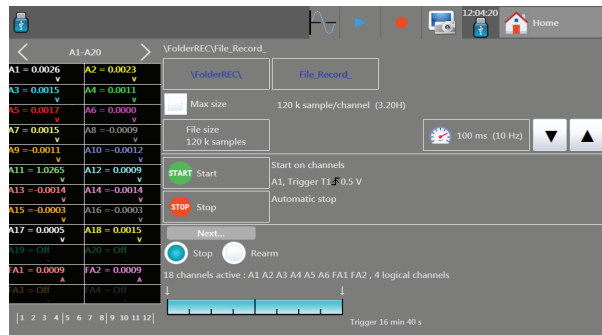 12:04:20
Home
A1-A20
\FolderREC\File_Record_
A1 = 0.0026 V
A2 = 0.0023 V
\FolderREC\
File_Record_
A3 = 0.0015 V
A4 = 0.0011 V
Max size
120 k sample/channel (3.20H)
A5 = 0.0017 V
A6 = 0.0000 V
A7 = 0.0015 V
A8 =-0.0009 V
File size
120 k samples
100 ms (10 Hz)
A9 =-0.0011 V
A10 =-0.0012 V
A11 = 1.0265 V
A12 = 0.0009 V
START Start
Start on channels
A1, Trigger T1 0.5 V
A13 =-0.0014 V
A14 =-0.0014 V
Automatic stop
A15 =-0.0003 V
A16 =-0.0003 V
STOP Stop
A17 = 0.0005 V
A18 = 0.0015 V
Next...
A19 = Off
A20 = Off
Stop
Rearm
FA1 = 0.0009 A
FA2 = 0.0009 A
18 channels active : A1 A2 A3 A4 A5 A6 FA1 FA2 , 4 logical channels
FA3 = Off
FA4 = Off
1 2 3 4 5 6 7 8 9 10 11 12
Trigger 16 min 40 s